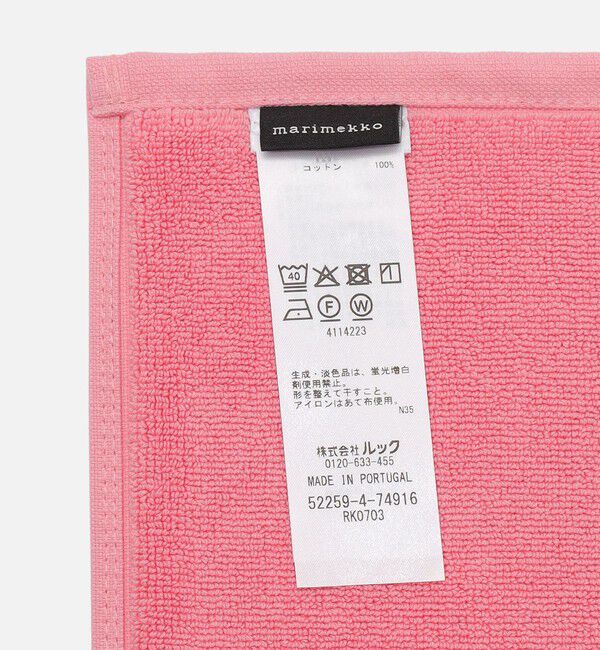 marimekko
コットン 100%
40
F W
4114223
生成・淡色品は、蛍光増白
剤使用禁止。
形を整えて干すこと。
アイロンはあて布使用。
N35
株式会社ルック
0120-633-455
MADE IN PORTUGAL
52259-4-74916
RK0703